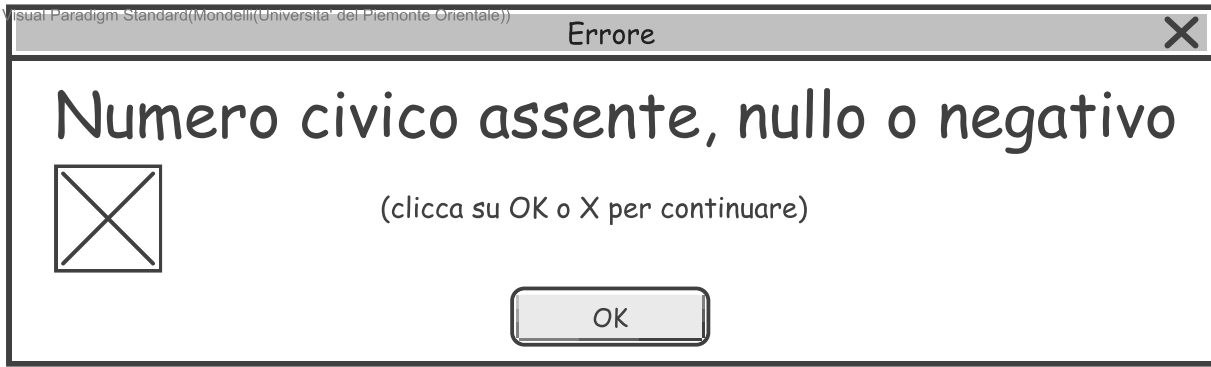 Visual Paradigm Standard(Mondelli(Universita' del Piemonte Orientale))
Errore
Numero civico assente, nullo o negativo
(clicca su OK o X per continuare)
OK